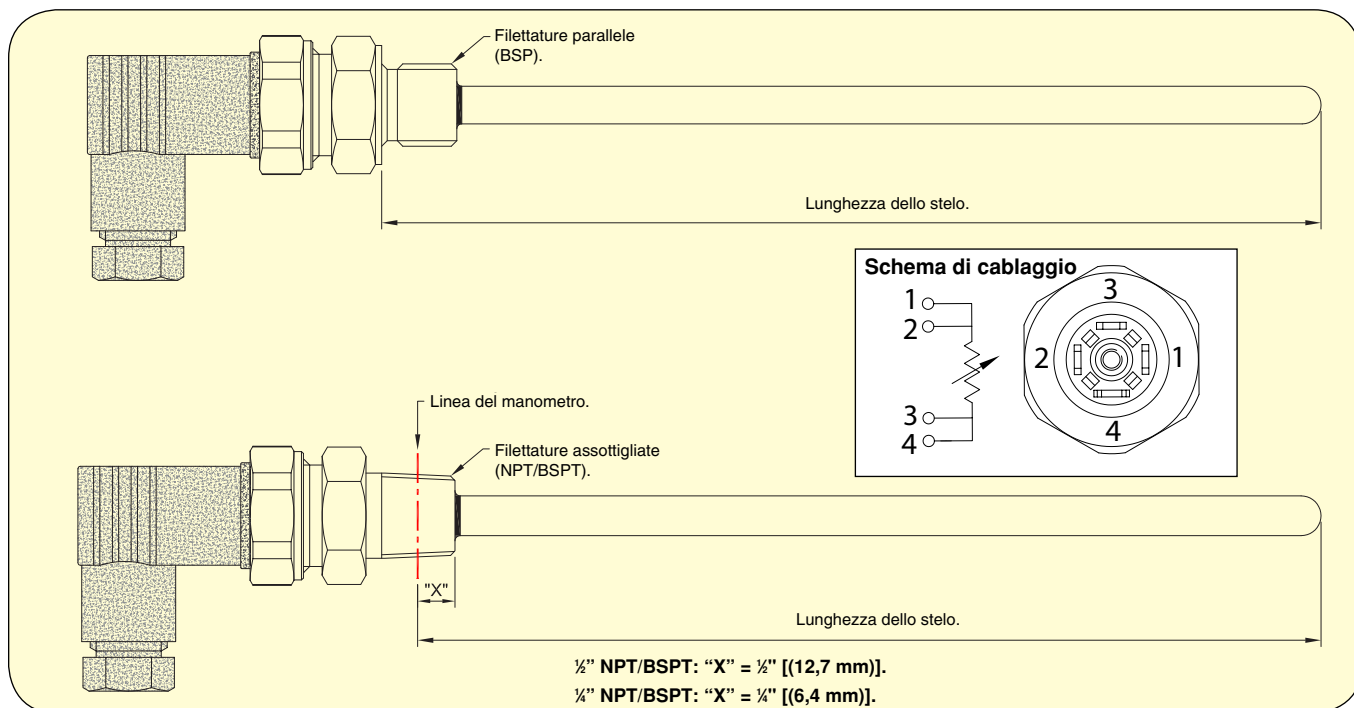 Filettature parallele
(BSP).
Lunghezza dello stelo.
Schema di cablaggio
1
2
3
4
3
2
1
4
Linea del manometro.
Filettature assottigliate
(NPT/BSPT).
"X"
Lunghezza dello stelo.
½” NPT/BSPT: “X” = ½" [(12,7 mm)].
¼” NPT/BSPT: “X” = ¼" [(6,4 mm)].